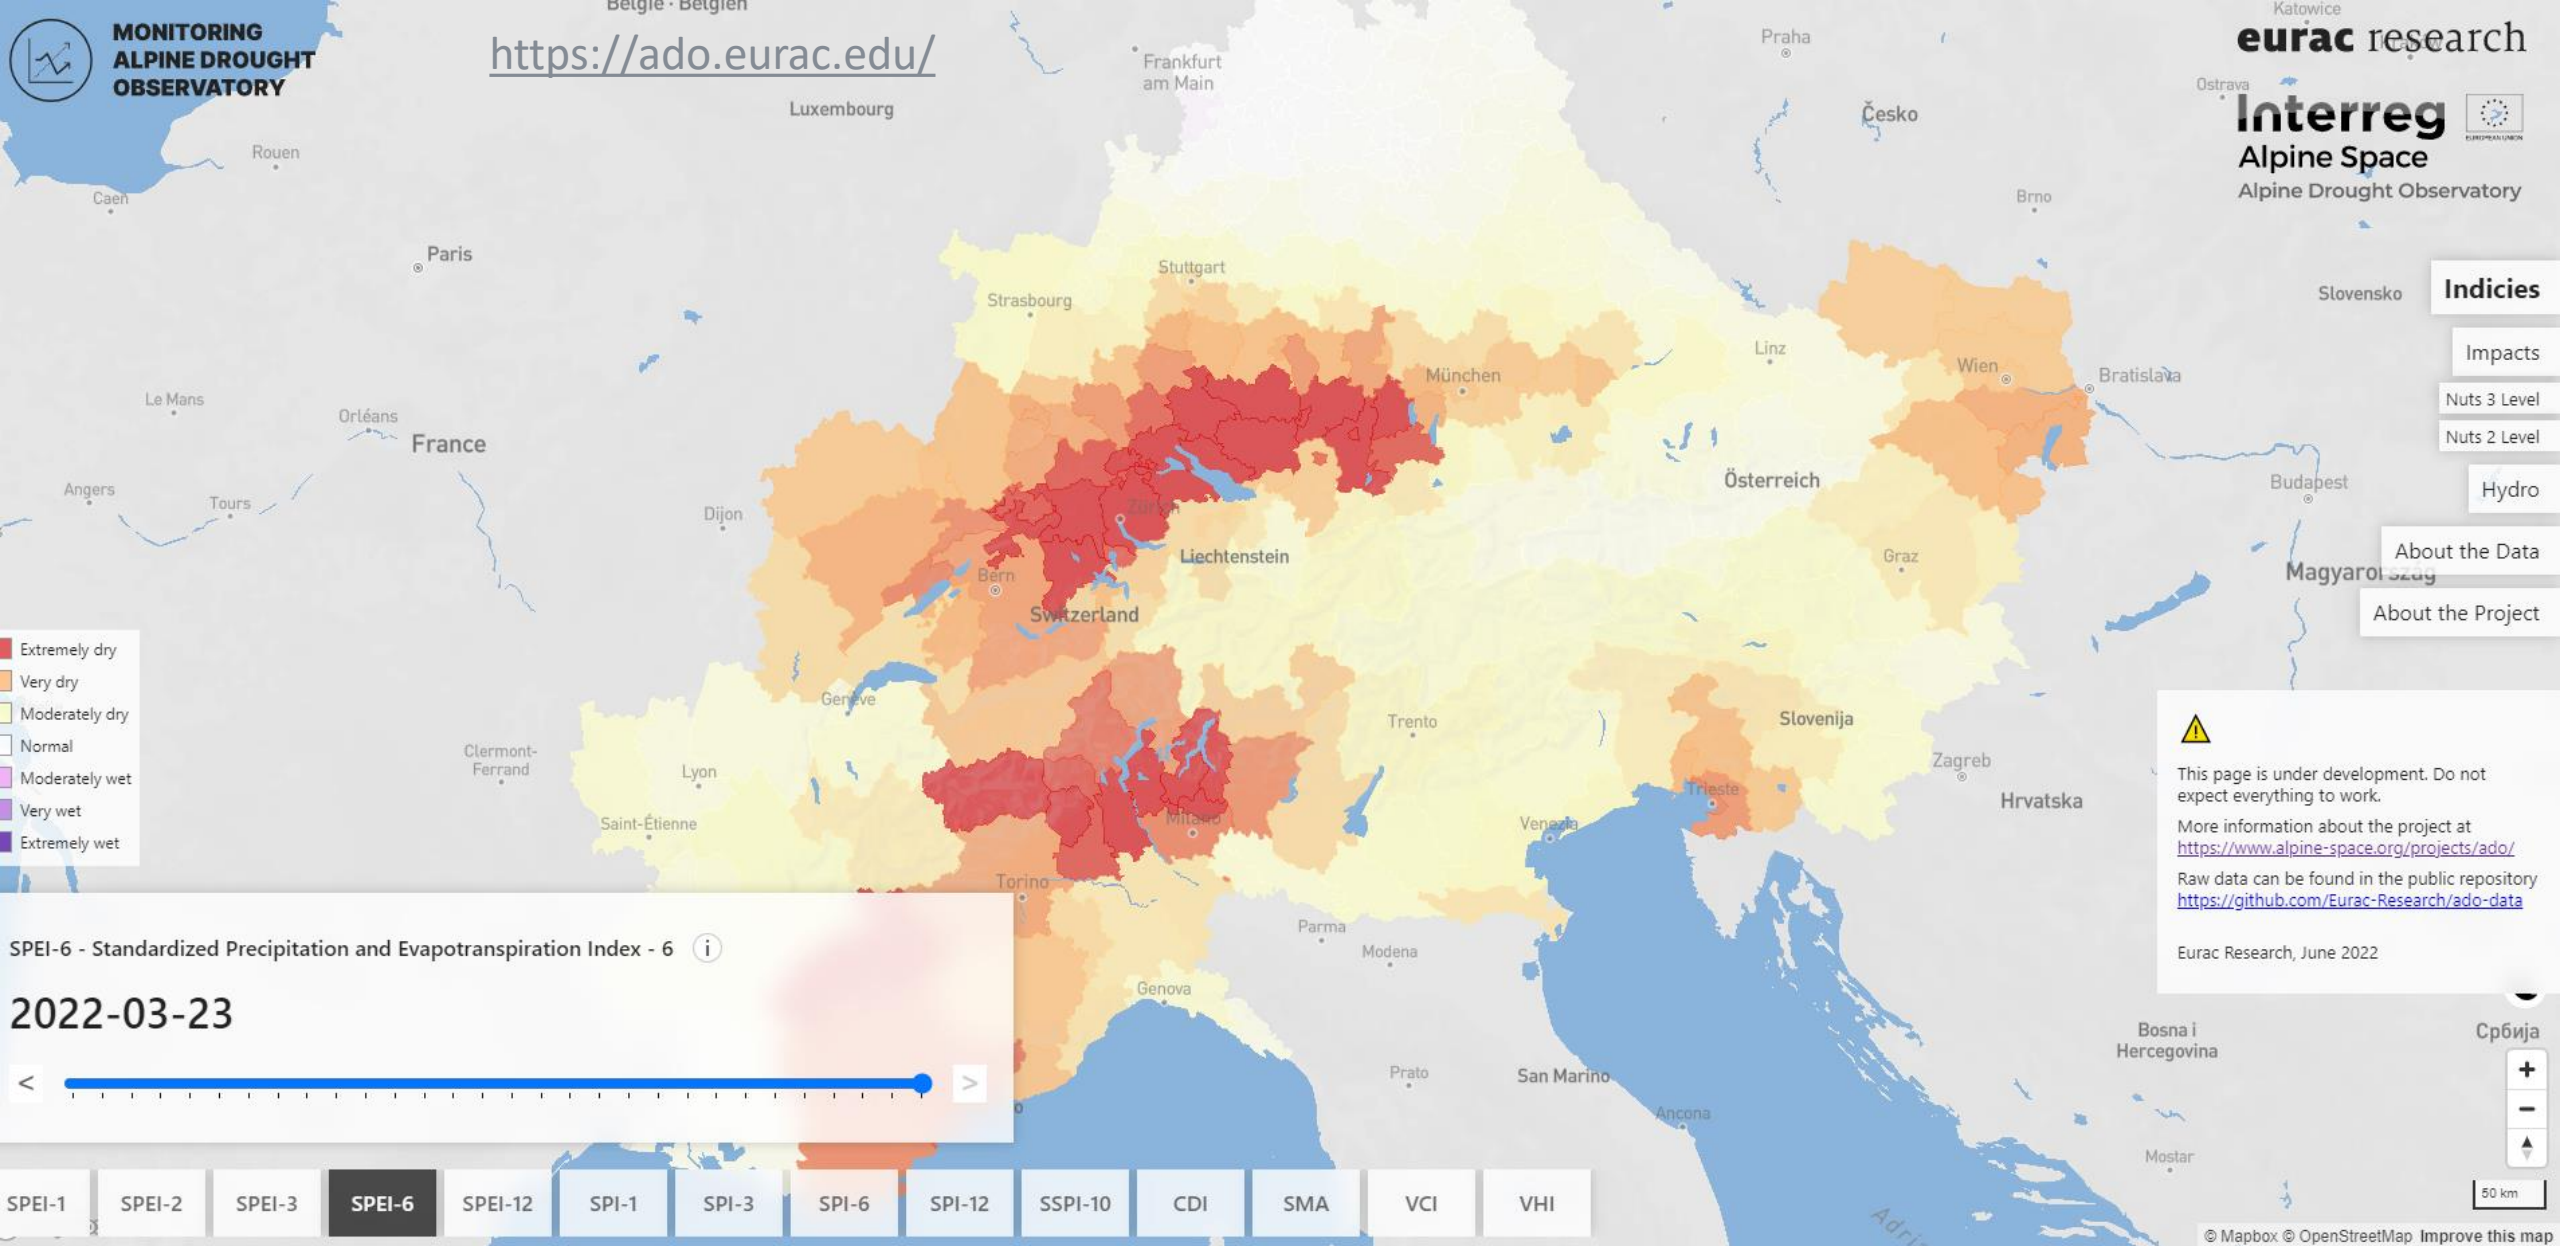 MONITORING
ALPINE DROUGHT
OBSERVATORY
https://ado.eurac.edu/
België · Belgien
Luxembourg
Frankfurt
am Main
Praha
Česko
Katowice
Ostrava
Brno
eurac research
Interreg
EUROPEAN UNION
Alpine Space
Alpine Drought Observatory
Rouen
Caen
Paris
Stuttgart
Strasbourg
Slovensko
Indicies
Impacts
Nuts 3 Level
Nuts 2 Level
Hydro
About the Data
About the Project
Le Mans
Orléans
France
Angers
Tours
Dijon
München
Linz
Wien
Bratislava
Österreich
Budapest
Magyarország
Zürich
Liechtenstein
Bern
Switzerland
Graz
Extremely dry
Very dry
Moderately dry
Normal
Moderately wet
Very wet
Extremely wet
Genève
Clermont-
Ferrand
Lyon
Saint-Étienne
Trento
Slovenija
Zagreb
Hrvatska
Trieste
Milano
Venezia
Torino
Parma
Modena
Genova
Prato
San Marino
Ancona
Bosna i
Hercegovina
Србија
Mostar
This page is under development. Do not
expect everything to work.
More information about the project at
https://www.alpine-space.org/projects/ado/
Raw data can be found in the public repository
https://github.com/Eurac-Research/ado-data
Eurac Research, June 2022
SPEI-6 - Standardized Precipitation and Evapotranspiration Index - 6 i
2022-03-23
<
>
+
−
50 km
SPEI-1
SPEI-2
SPEI-3
SPEI-6
SPEI-12
SPI-1
SPI-3
SPI-6
SPI-12
SSPI-10
CDI
SMA
VCI
VHI
© Mapbox © OpenStreetMap Improve this map